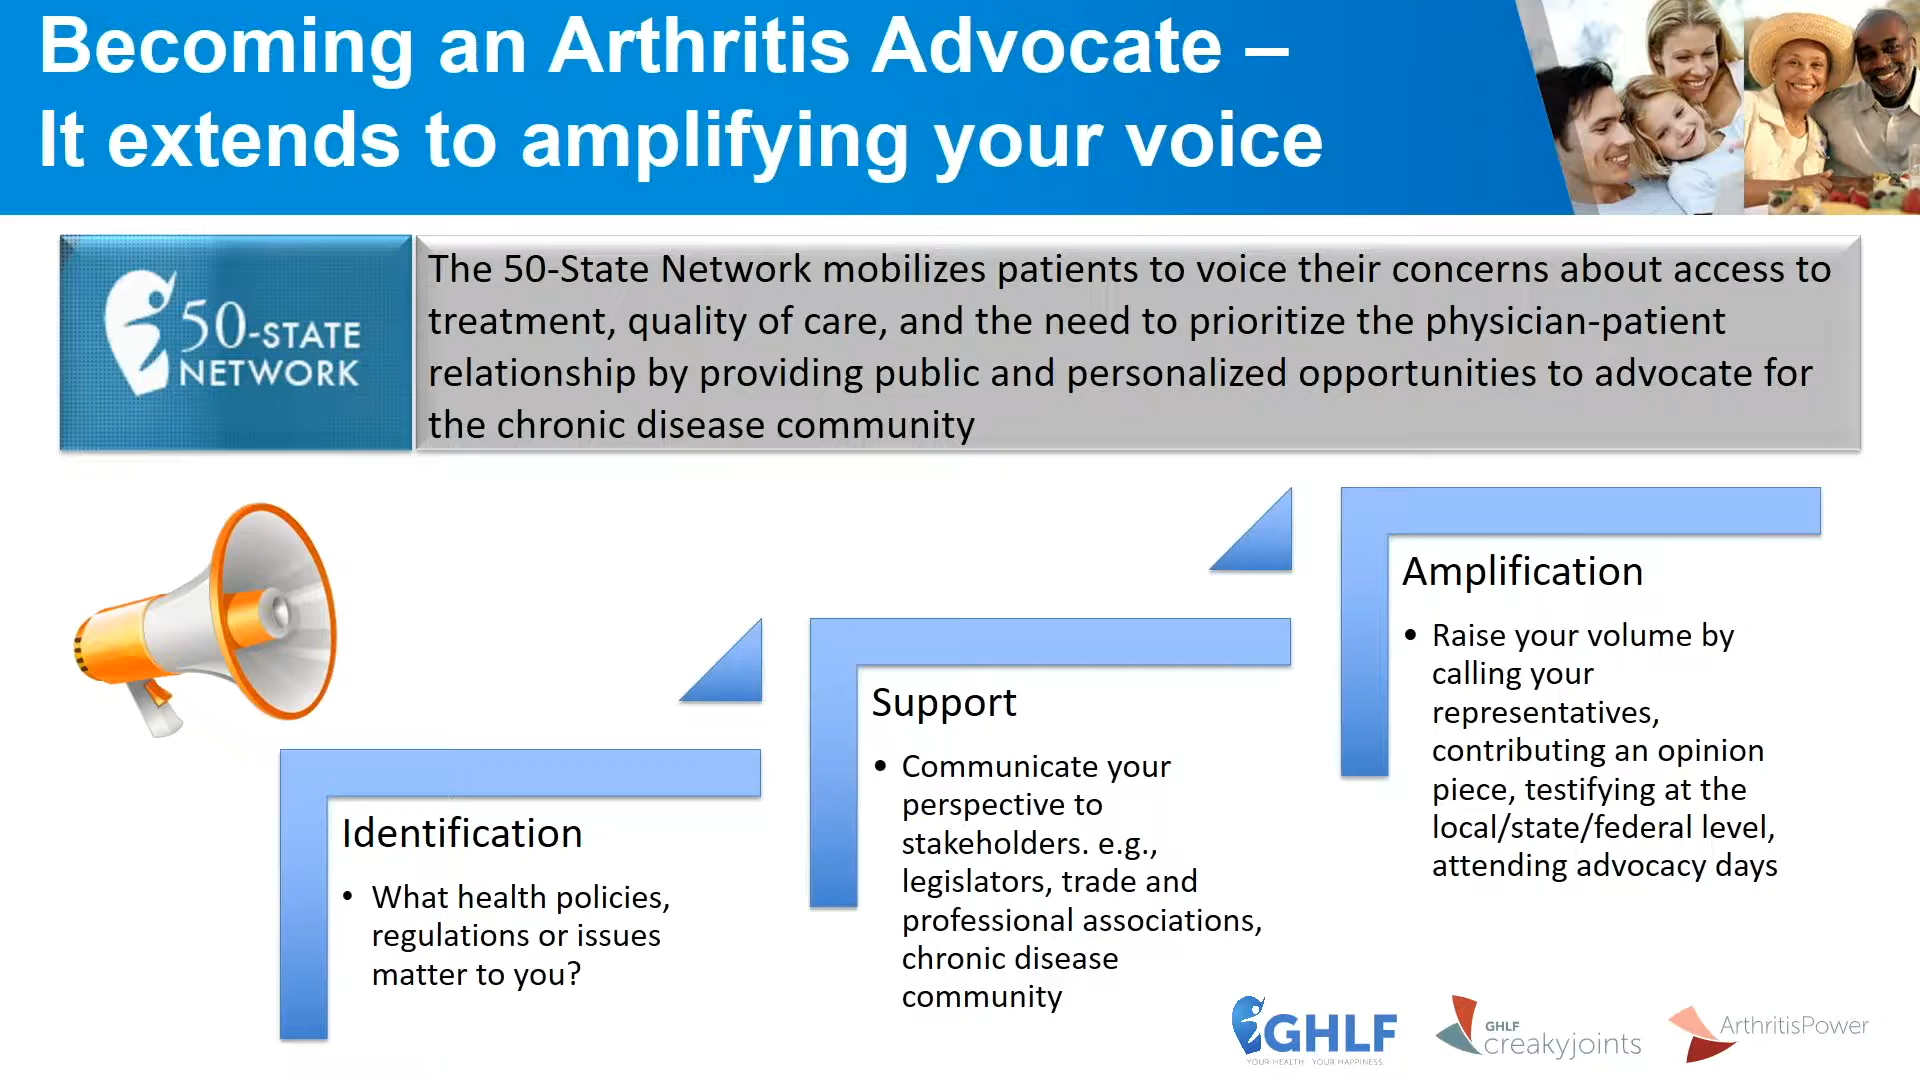 Becoming an Arthritis Advocate –
It extends to amplifying your voice
50-STATE
NETWORK
The 50-State Network mobilizes patients to voice their concerns about access to
treatment, quality of care, and the need to prioritize the physician-patient
relationship by providing public and personalized opportunities to advocate for
the chronic disease community
Identification
• What health policies,
regulations or issues
matter to you?
Support
• Communicate your
perspective to
stakeholders. e.g.,
legislators, trade and
professional associations,
chronic disease
community
Amplification
• Raise your volume by
calling your
representatives,
contributing an opinion
piece, testifying at the
local/state/federal level,
attending advocacy days
GHLF
YOUR HEALTH YOUR HAPPINESS.
GHLF
creakyjoints
ArthritisPower